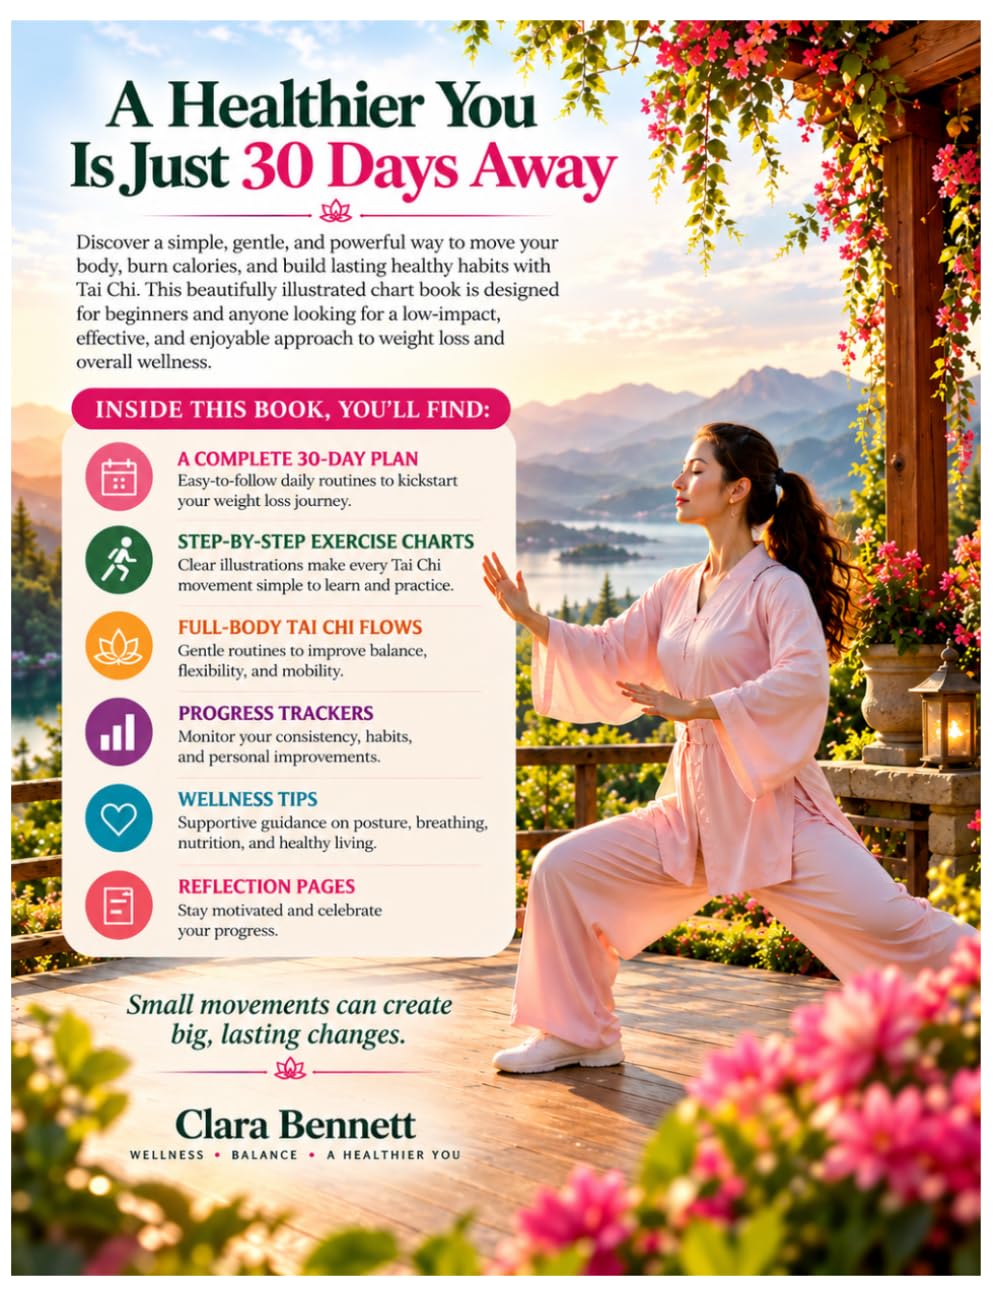 A Healthier You
Is Just 30 Days Away
Discover a simple, gentle, and powerful way to move your
body, burn calories, and build lasting healthy habits with
Tai Chi. This beautifully illustrated chart book is designed
for beginners and anyone looking for a low-impact,
effective, and enjoyable approach to weight loss and
overall wellness.
INSIDE THIS BOOK, YOU'LL FIND:
A COMPLETE 30-DAY PLAN
Easy-to-follow daily routines to kickstart
your weight loss journey.
STEP-BY-STEP EXERCISE CHARTS
Clear illustrations make every Tai Chi
movement simple to learn and practice.
FULL-BODY TAI CHI FLOWS
Gentle routines to improve balance,
flexibility, and mobility.
PROGRESS TRACKERS
Monitor your consistency, habits,
and personal improvements.
WELLNESS TIPS
Supportive guidance on posture, breathing,
nutrition, and healthy living.
REFLECTION PAGES
Stay motivated and celebrate
your progress.
Small movements can create
big, lasting changes.
Clara Bennett
WELLNESS • BALANCE • A HEALTHIER YOU